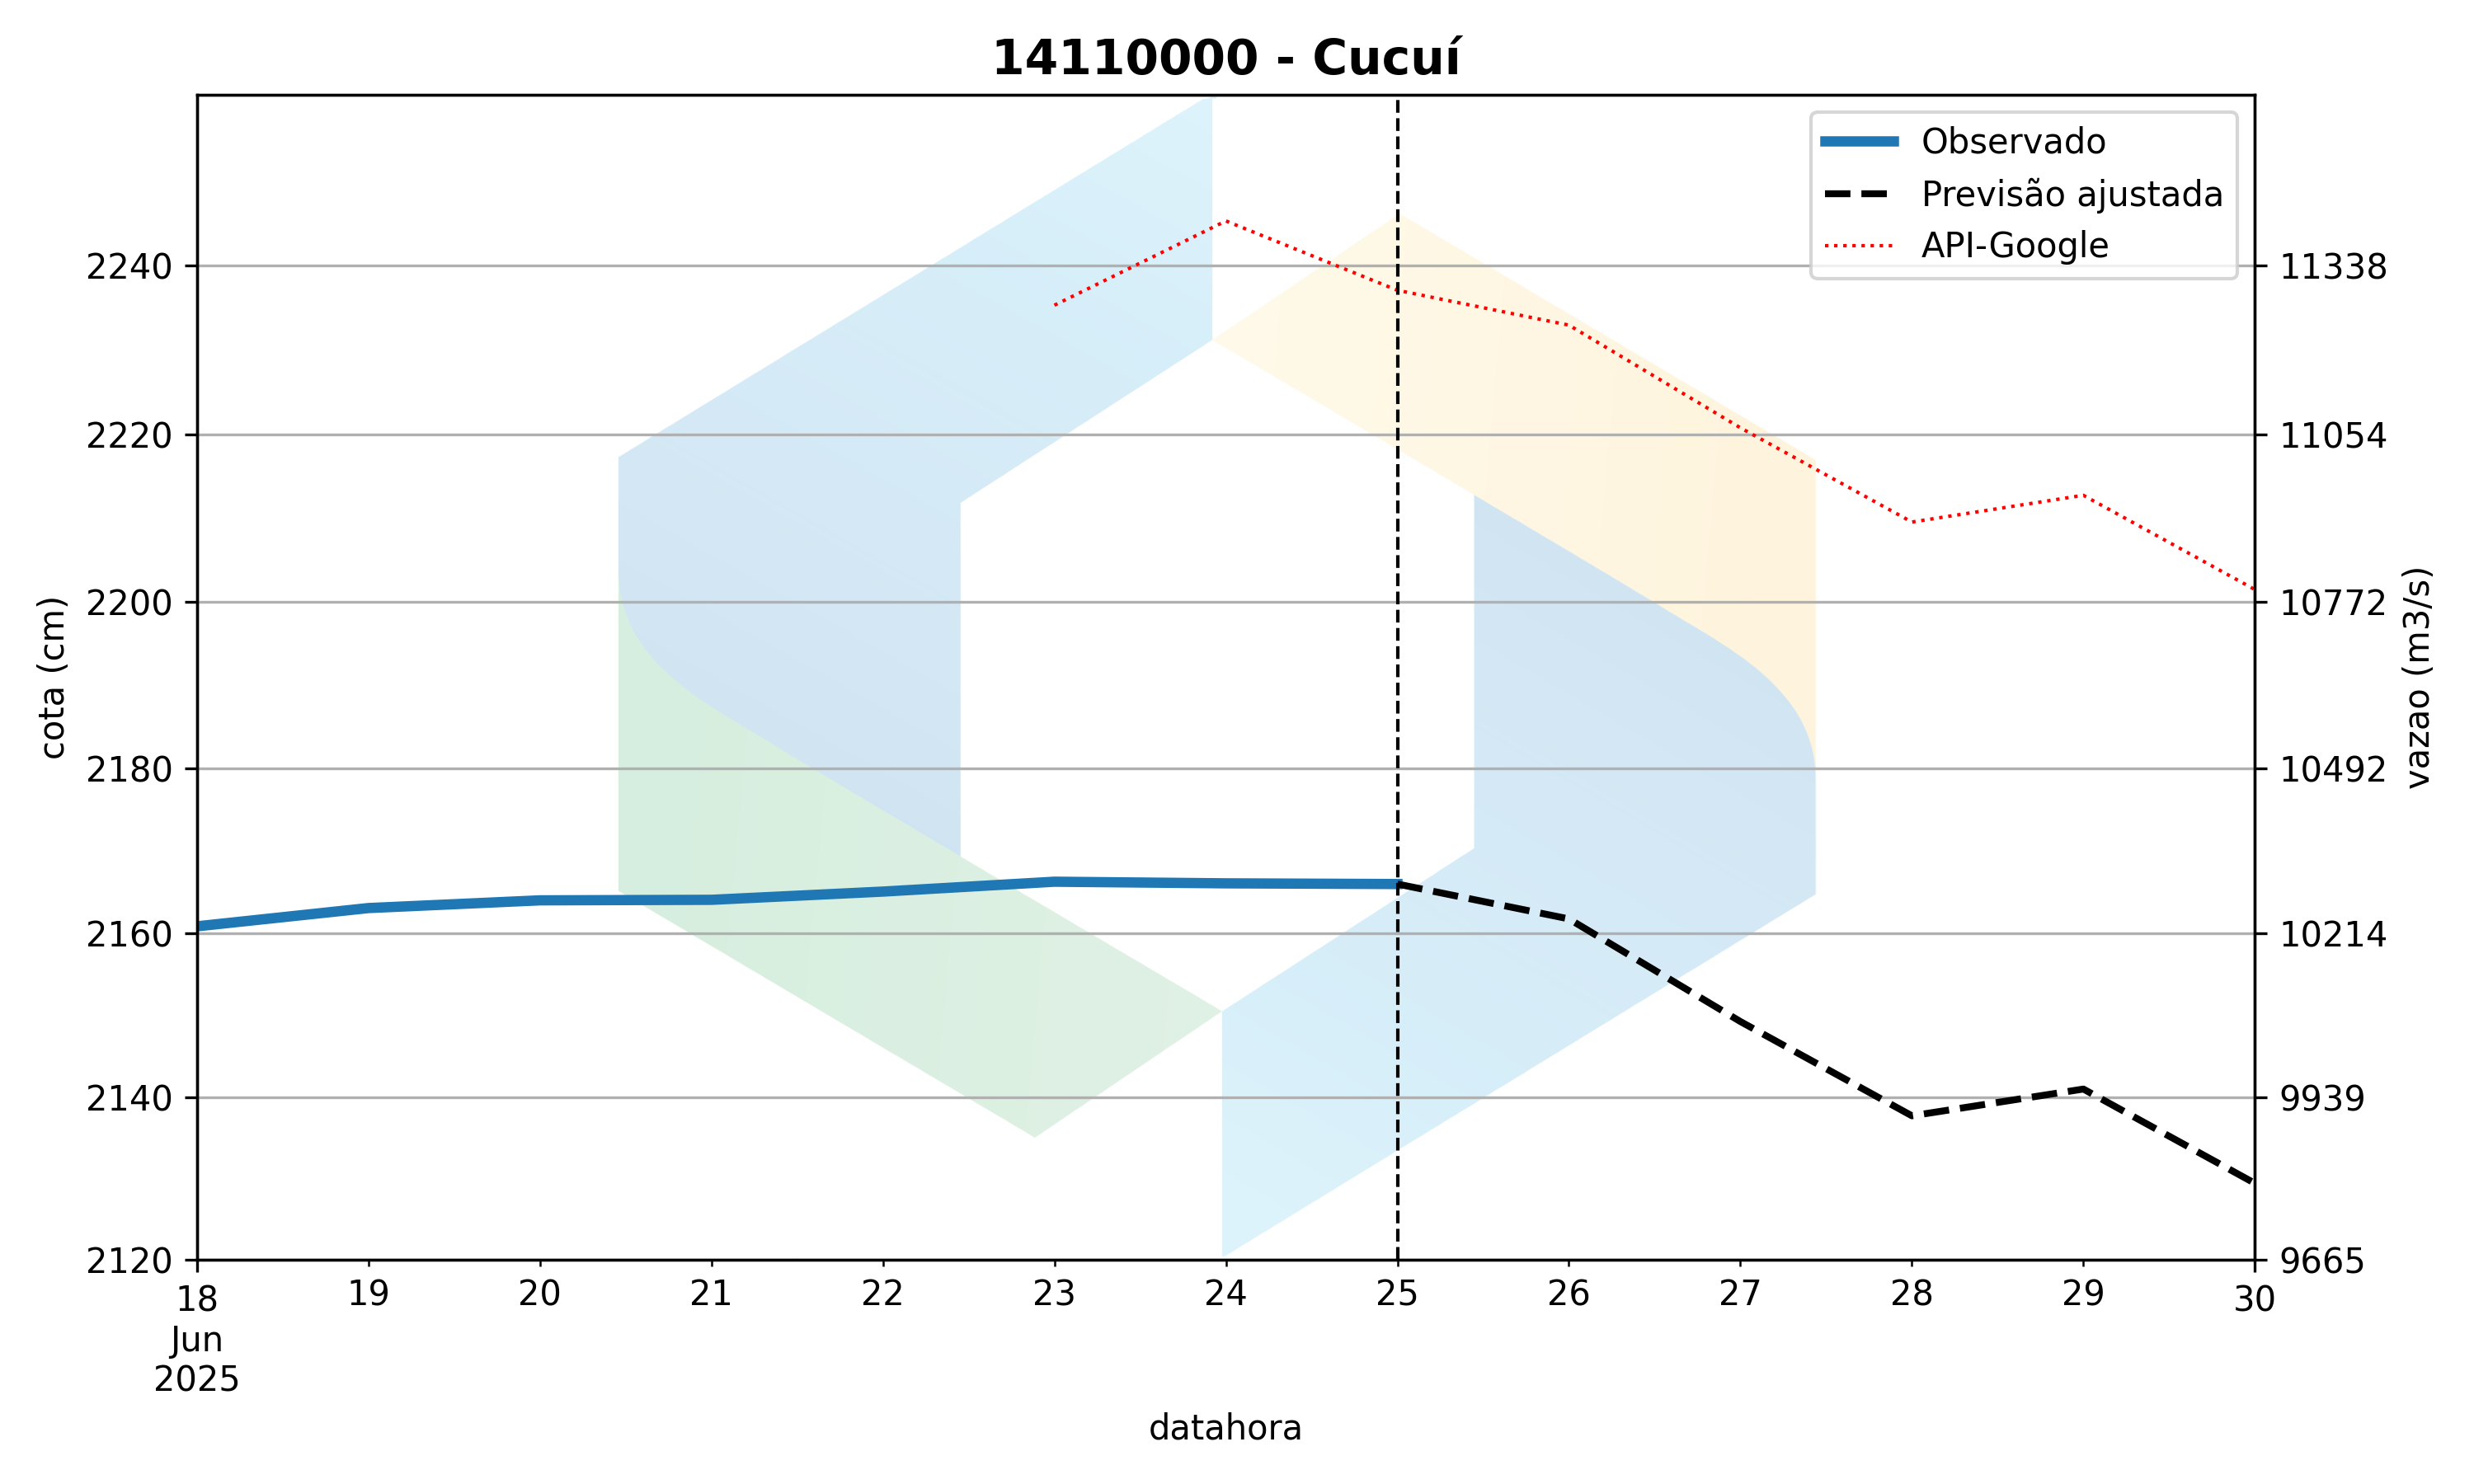 14110000 - Cucuí
Observado
Previsão ajustada
API-Google
cota (cm)
2240
2220
2200
2180
2160
2140
2120
11338
11054
10772
10492
10214
9939
9665
vazao (m3/s)
18 19 20 21 22 23 24 25 26 27 28 29 30
Jun
2025
datahora